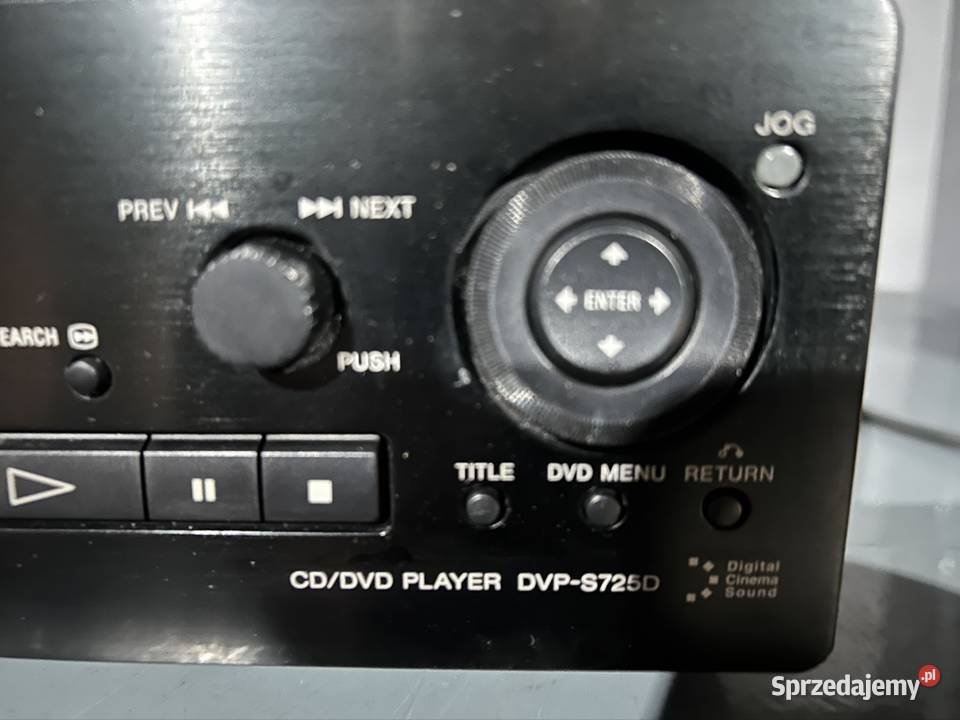 JOG
PREV NEXT
ENTER
EARCH
PUSH
TITLE DVD MENU RETURN
CD/DVD PLAYER DVP-S725D
Digital
Cinema
Sound
Sprzedajemy.pl